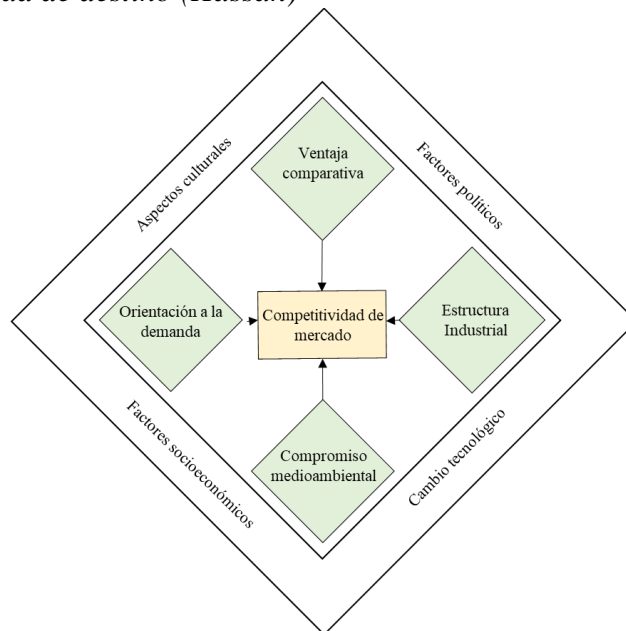 ad de destino (Hassan)
Aspectos culturales
Factores políticos
Ventaja
comparativa
Orientación a la
demanda
Competitividad de
mercado
Estructura
Industrial
Factores socioeconómicos
Cambio tecnológico
Compromiso
medioambiental